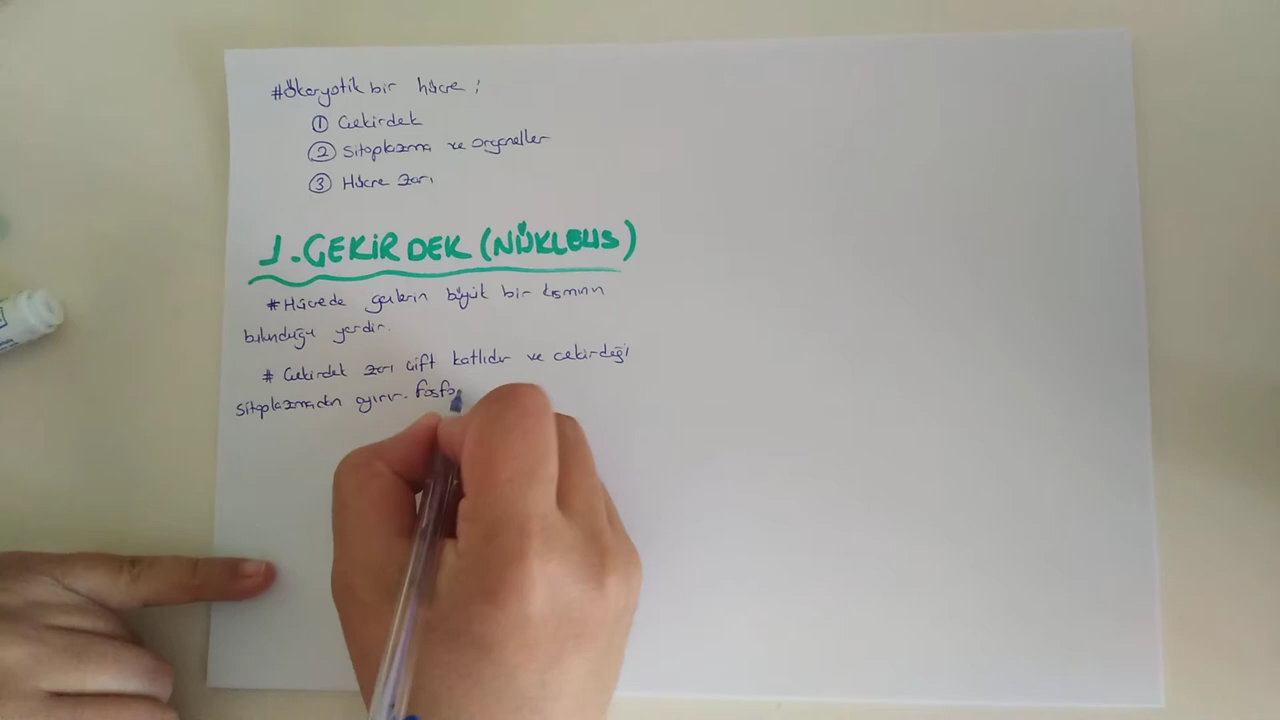 #Ökaryotik bir hücre;
① Çekirdek
② Sitoplazma ve organeller
③ Hücre zarı
1.ÇEKİRDEK (NÜKLEUS)
#Hücrede genlerin büyük bir kısmının
bulunduğu yerdir.
# Çekirdek zarı çift katlıdır ve çekirdeği
sitoplazmadan ayırır. Fosfo